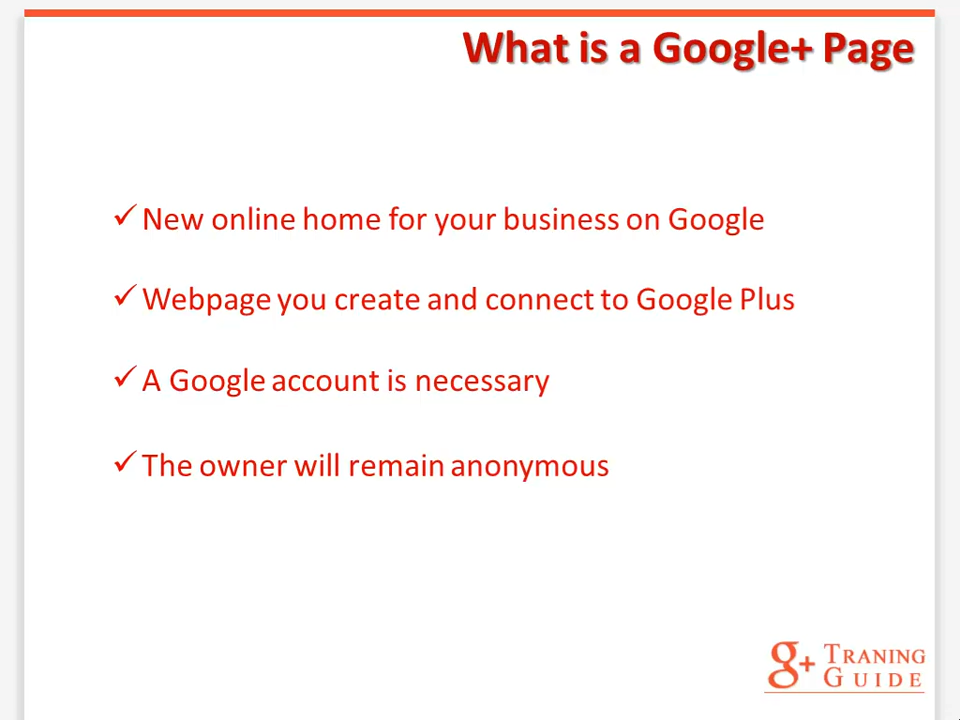 What is a Google+ Page
✓ New online home for your business on Google
✓ Webpage you create and connect to Google Plus
✓ A Google account is necessary
✓ The owner will remain anonymous
g+ TRANING
GUIDE